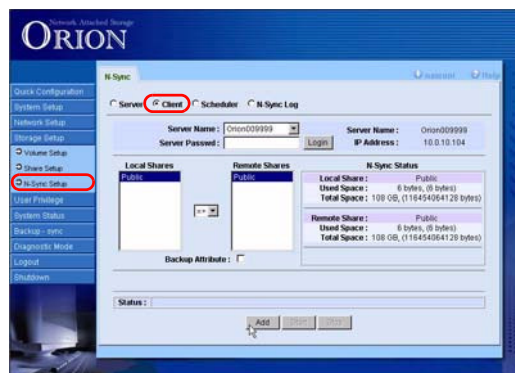 Network Attached Storage
ORION
N-Sync
Help
Quick Configuration
System Setup
Network Setup
Storage Setup
Volume Setup
Share Setup
N-Sync Setup
User Privilege
System Status
Backup - sync
Diagnostic Mode
Logout
Shutdown
Server Client Scheduler N-Sync Log
Server Name : Orion009999
Server Passwd : Login
Server Name : Orion009999
IP Address : 10.0.10.104
Local Shares
Public
=>
Remote Shares
Public
Backup Attribute :
N-Sync Status
Local Share : Public
Used Space : 6 bytes, (6 bytes)
Total Space : 108 GB, (116454064128 bytes)
Remote Share : Public
Used Space : 6 bytes, (6 bytes)
Total Space : 108 GB, (116454064128 bytes)
Status :
Add Start Stop